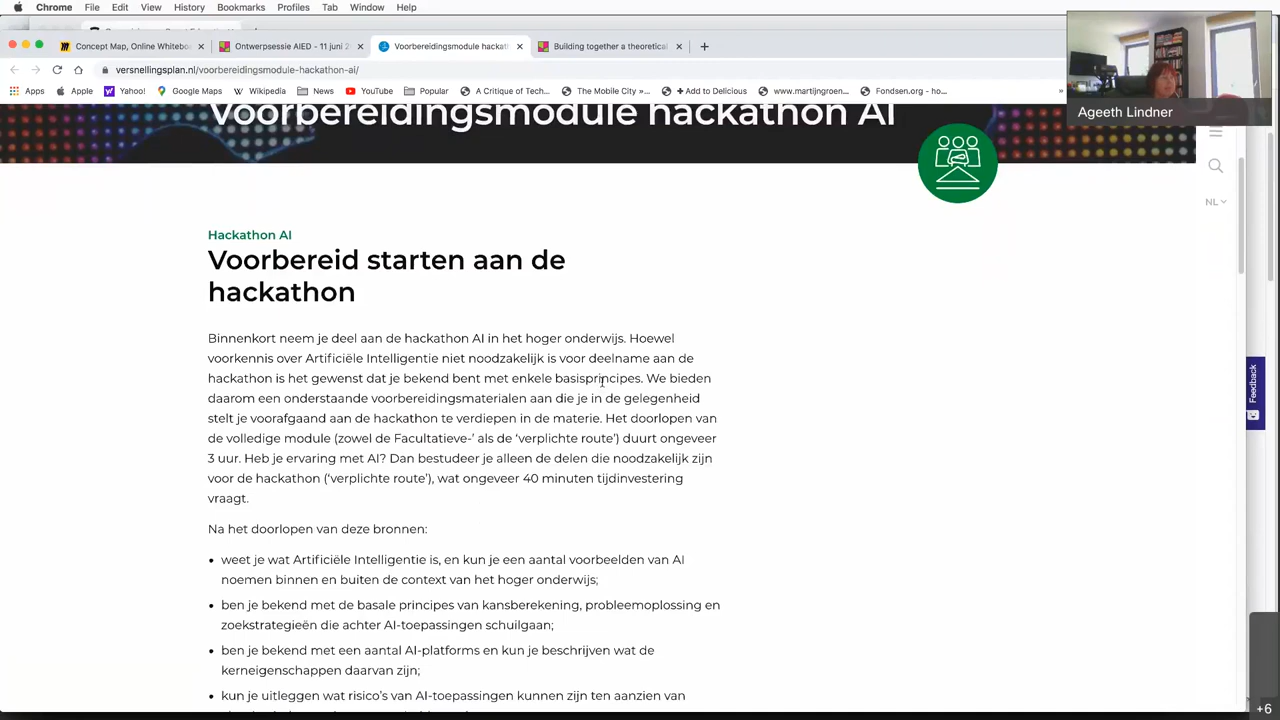 Chrome File Edit View History Bookmarks Profiles Tab Window Help
Concept Map, Online Whitebo
Ontwerpsessie AIED - 11 juni 2
Voorbereidingsmodule hackath
Building together a theoretical
versnellingsplan.nl/voorbereidingsmodule-hackathon-ai/
Apps Apple Yahoo! Google Maps Wikipedia News YouTube Popular A Critique of Tech... The Mobile City »... + Add to Delicious www.martijngroen... Fondsen.org - ho... »
Ageeth Lindner
Voorbereidingsmodule hackathon AI
NL
Hackathon AI
Voorbereid starten aan de
hackathon
Binnenkort neem je deel aan de hackathon AI in het hoger onderwijs. Hoewel
voorkennis over Artificiële Intelligentie niet noodzakelijk is voor deelname aan de
hackathon is het gewenst dat je bekend bent met enkele basisprincipes. We bieden
daarom een onderstaande voorbereidingsmaterialen aan die je in de gelegenheid
stelt je voorafgaand aan de hackathon te verdiepen in de materie. Het doorlopen van
de volledige module (zowel de Facultatieve-' als de 'verplichte route') duurt ongeveer
3 uur. Heb je ervaring met AI? Dan bestudeer je alleen de delen die noodzakelijk zijn
voor de hackathon ('verplichte route'), wat ongeveer 40 minuten tijdinvestering
vraagt.
Feedback
Na het doorlopen van deze bronnen:
• weet je wat Artificiële Intelligentie is, en kun je een aantal voorbeelden van AI
noemen binnen en buiten de context van het hoger onderwijs;
• ben je bekend met de basale principes van kansberekening, probleemoplossing en
zoekstrategieën die achter AI-toepassingen schuilgaan;
• ben je bekend met een aantal AI-platforms en kun je beschrijven wat de
kerneigenschappen daarvan zijn;
• kun je uitleggen wat risico's van AI-toepassingen kunnen zijn ten aanzien van
+6